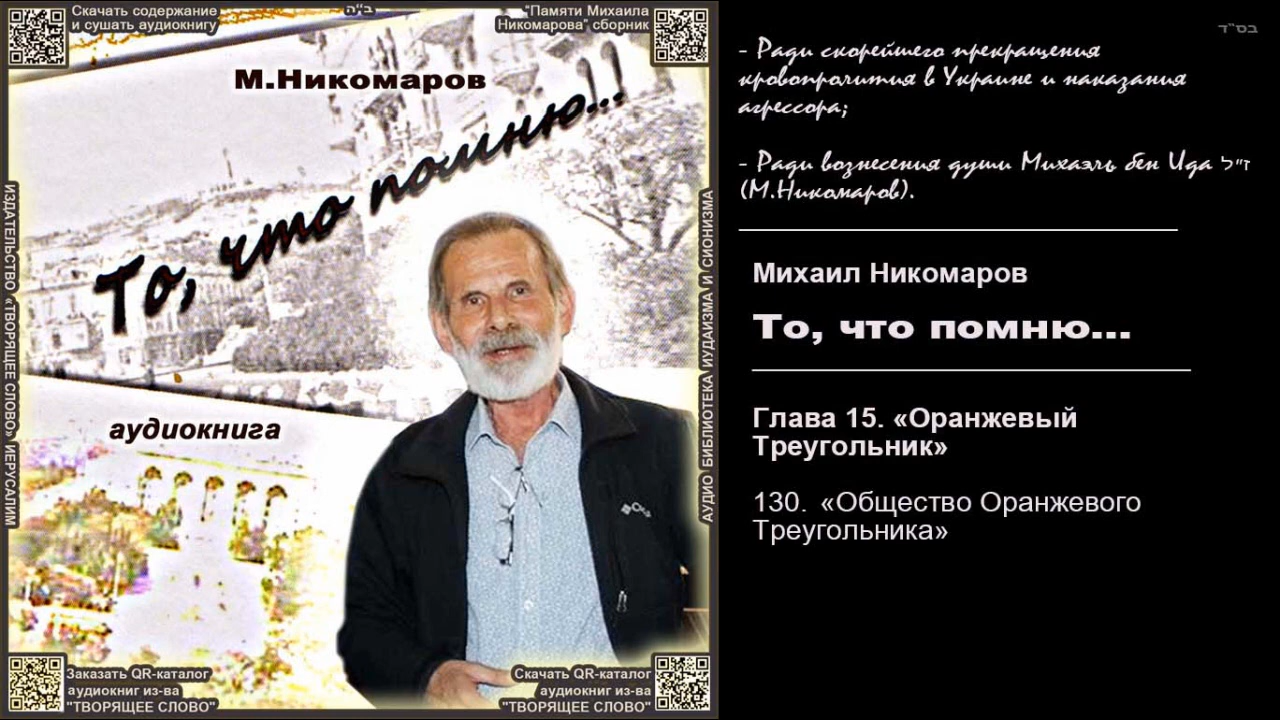 Скачать содержание
и сушать аудиокнигу
ב״ה
"Памяти Михаила
Никомарова" сборник
М.Никомаров
То, что помню...
аудиокнига
ИЗДАТЕЛЬСТВО «ТВОРЯЩЕЕ СЛОВО» ИЕРУСАЛИМ
АУДИО БИБЛИОТЕКА ИУДАИЗМА И СИОНИЗМА
Заказать QR-каталог
аудиокниг из-ва
"ТВОРЯЩЕЕ СЛОВО"
Скачать QR-каталог
аудиокниг из-ва
"ТВОРЯЩЕЕ СЛОВО"
בס״ד
- Ради скорейшего прекращения
кровопролития в Украине и наказания
агрессора;
- Ради вознесения души Михаэль бен Ида ז״ל
(М.Никомаров).
Михаил Никомаров
То, что помню...
Глава 15. «Оранжевый
Треугольник»
130. «Общество Оранжевого
Треугольника»